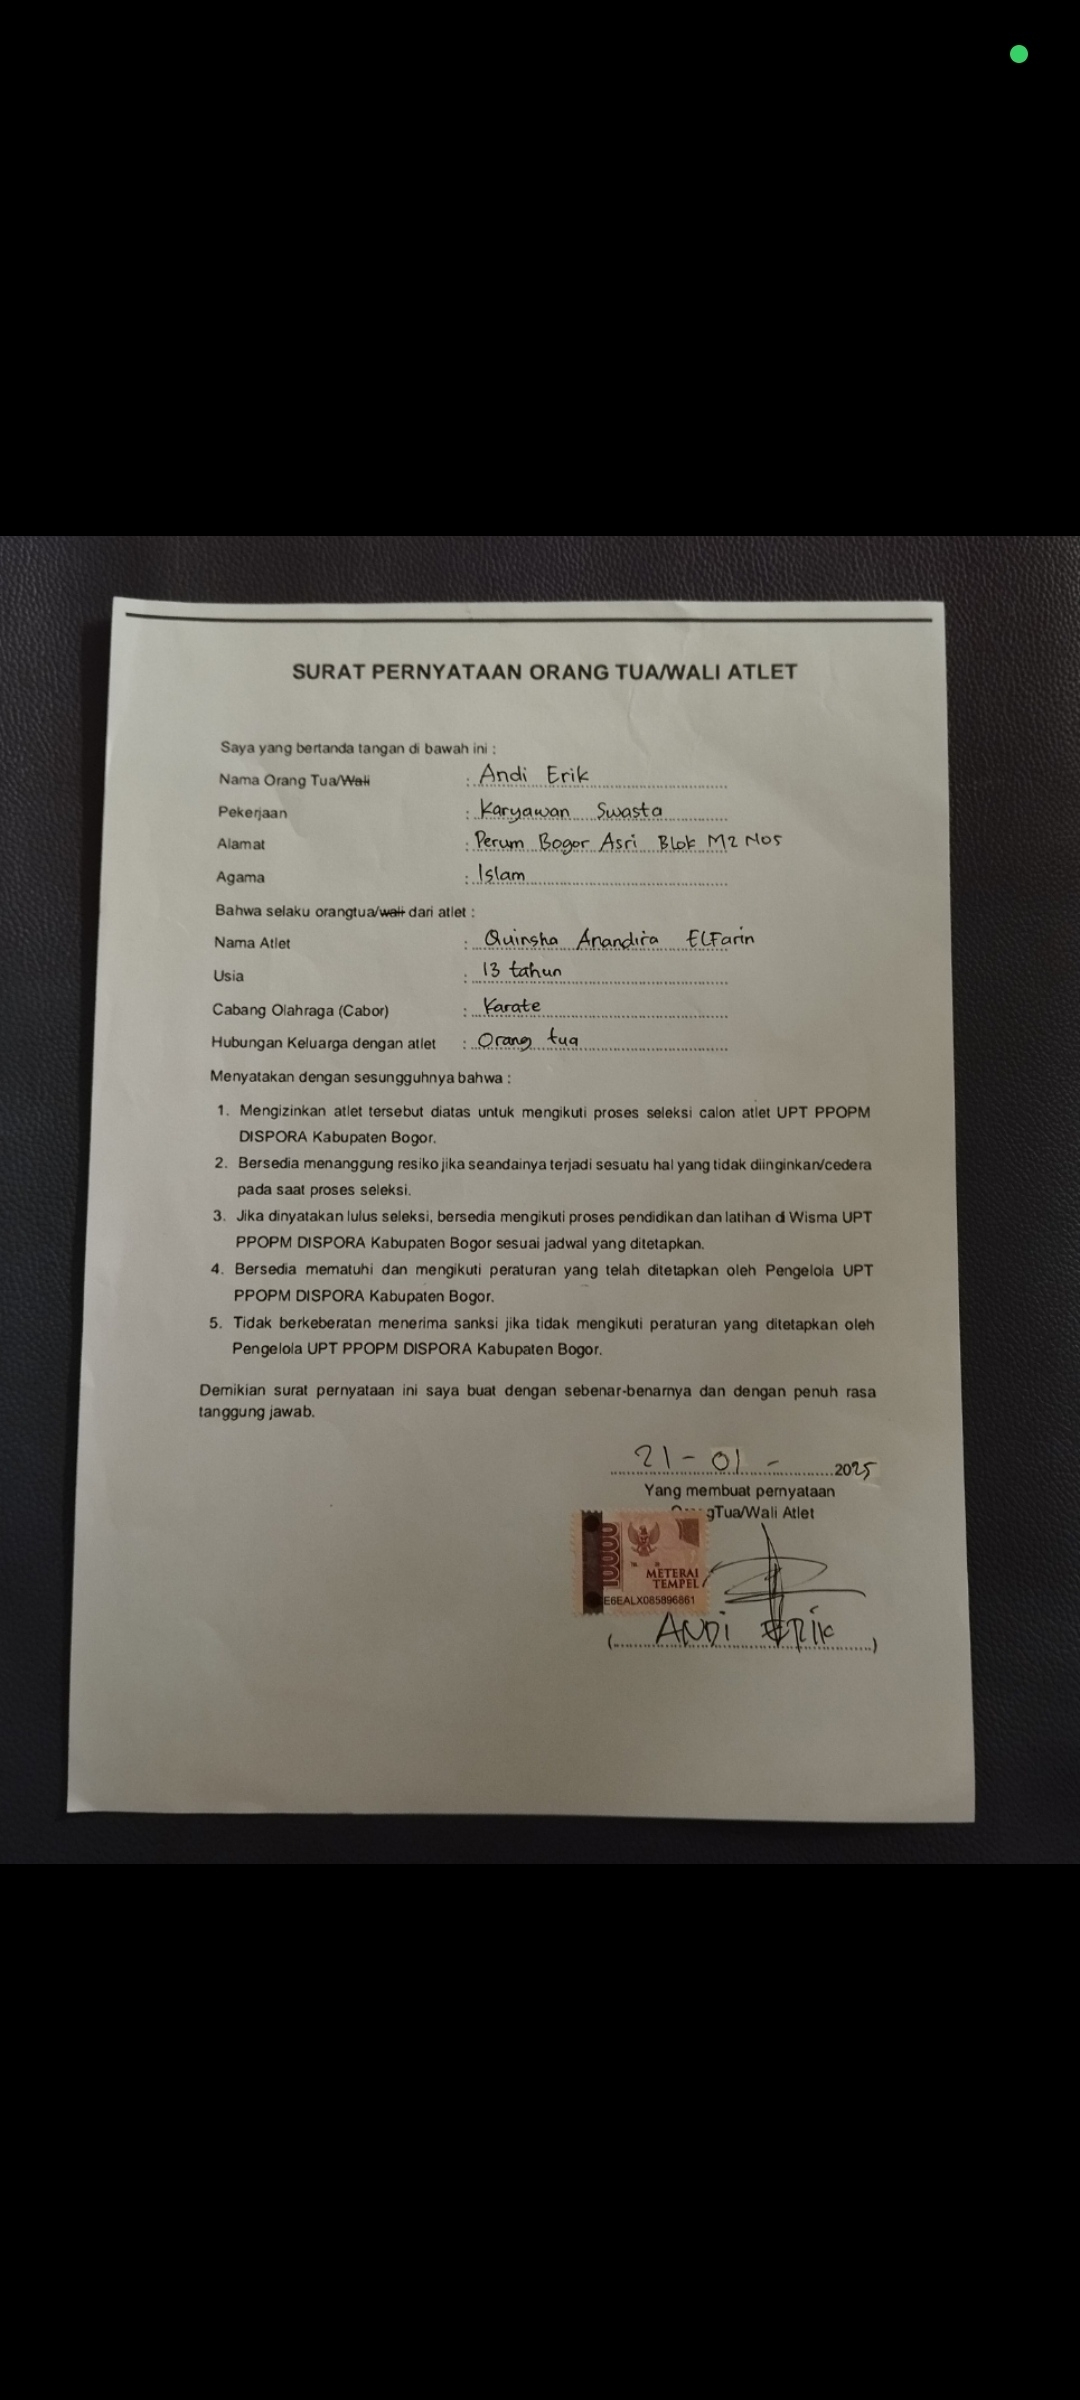 SURAT PERNYATAAN ORANG TUA/WALI ATLET
Saya yang bertanda tangan di bawah ini :
Nama Orang Tua/Wali : Andi Erik
Pekerjaan : Karyawan Swasta
Alamat : Perum Bogor Asri Blok M2 No5
Agama : Islam
Bahwa selaku orangtua/wali dari atlet :
Nama Atlet : Quinsha Anandira ElFarin
Usia : 13 tahun
Cabang Olahraga (Cabor) : Karate
Hubungan Keluarga dengan atlet : Orang tua
Menyatakan dengan sesungguhnya bahwa :
1. Mengizinkan atlet tersebut diatas untuk mengikuti proses seleksi calon atlet UPT PPOPM
DISPORA Kabupaten Bogor.
2. Bersedia menanggung resiko jika seandainya terjadi sesuatu hal yang tidak diinginkan/cedera
pada saat proses seleksi.
3. Jika dinyatakan lulus seleksi, bersedia mengikuti proses pendidikan dan latihan di Wisma UPT
PPOPM DISPORA Kabupaten Bogor sesuai jadwal yang ditetapkan.
4. Bersedia mematuhi dan mengikuti peraturan yang telah ditetapkan oleh Pengelola UPT
PPOPM DISPORA Kabupaten Bogor.
5. Tidak berkeberatan menerima sanksi jika tidak mengikuti peraturan yang ditetapkan oleh
Pengelola UPT PPOPM DISPORA Kabupaten Bogor.
Demikian surat pernyataan ini saya buat dengan sebenar-benarnya dan dengan penuh rasa
tanggung jawab.
21 - 01 - 2025
Yang membuat pernyataan
gTua/Wali Atlet
10000
METERAI
TEMPEL
E6EALX085896861
(ANDi ERiK)